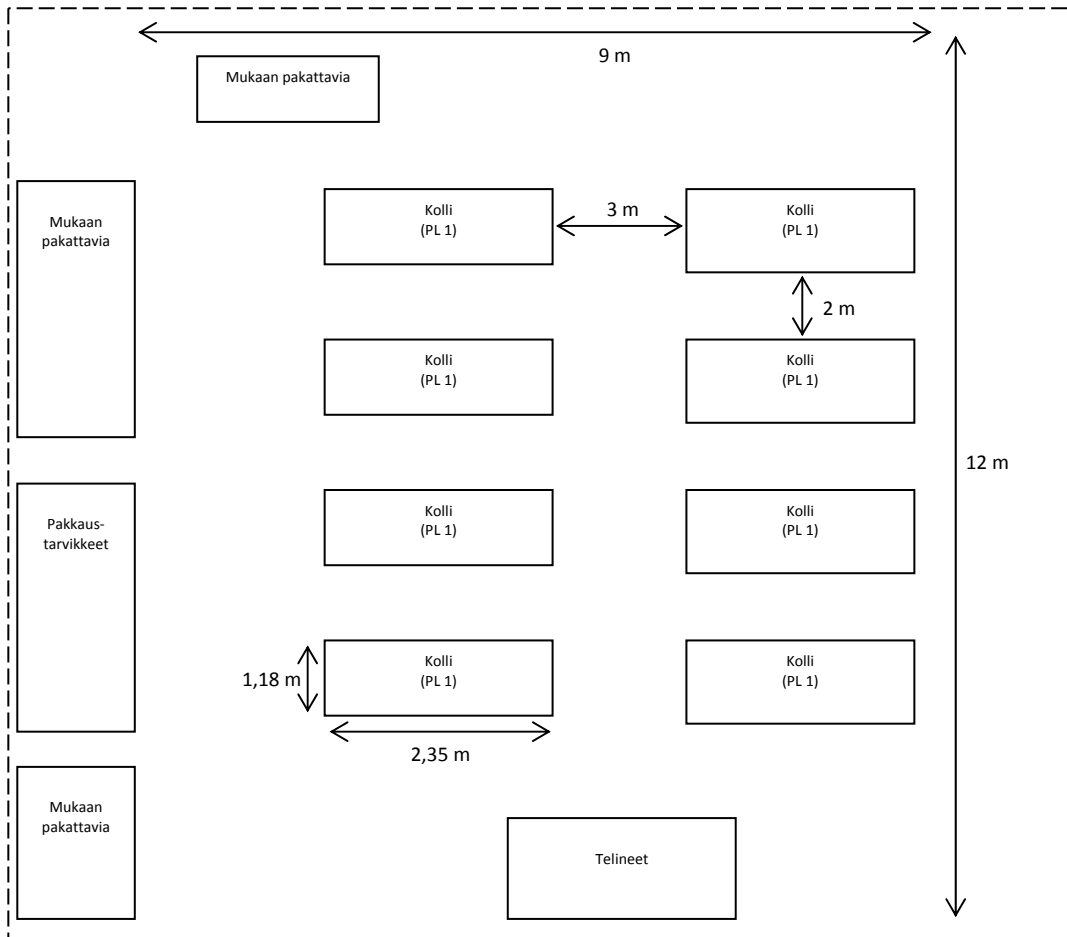 9 m
Mukaan pakattavia
Mukaan
pakattavia
Kolli
(PL 1)
3 m
Kolli
(PL 1)
2 m
Kolli
(PL 1)
Kolli
(PL 1)
12 m
Pakkaus-
tarvikkeet
Kolli
(PL 1)
Kolli
(PL 1)
Kolli
(PL 1)
Kolli
(PL 1)
1,18 m
2,35 m
Mukaan
pakattavia
Telineet